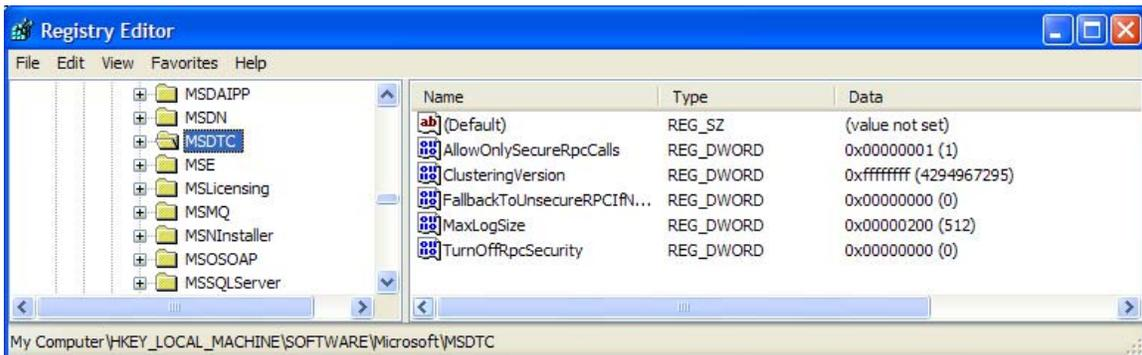 Registry Editor
File Edit View Favorites Help
MSDAIPP
MSDN
MSDTC
MSE
MSLicensing
MSMQ
MSNInstaller
MSOSOAP
MSSQLServer
Name Type Data
(Default) REG_SZ (value not set)
AllowOnlySecureRpcCalls REG_DWORD 0x00000001 (1)
ClusteringVersion REG_DWORD 0xffffffff (4294967295)
FallbackToUnsecureRPCIfN... REG_DWORD 0x00000000 (0)
MaxLogSize REG_DWORD 0x00000200 (512)
TurnOffRpcSecurity REG_DWORD 0x00000000 (0)
My Computer\HKEY_LOCAL_MACHINE\SOFTWARE\Microsoft\MSDTC